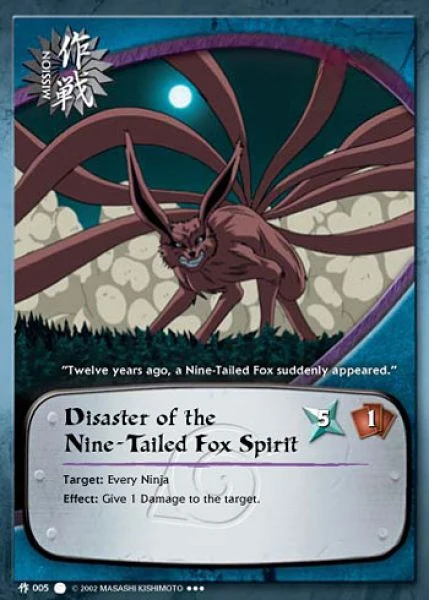 MISSION
作戦
"Twelve years ago, a Nine-Tailed Fox suddenly appeared."
Disaster of the
Nine-Tailed Fox Spirit
5
1
Target: Every Ninja
Effect: Give 1 Damage to the target.
作 005 © 2002 MASASHI KISHIMOTO